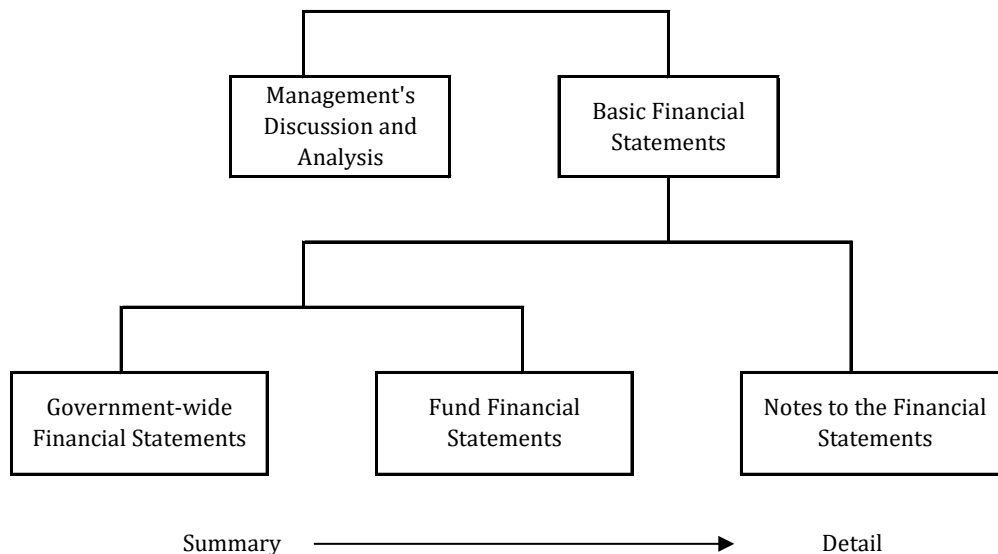 Management's
Discussion and
Analysis
Basic Financial
Statements
Government-wide
Financial Statements
Fund Financial
Statements
Notes to the Financial
Statements
Summary
Detail